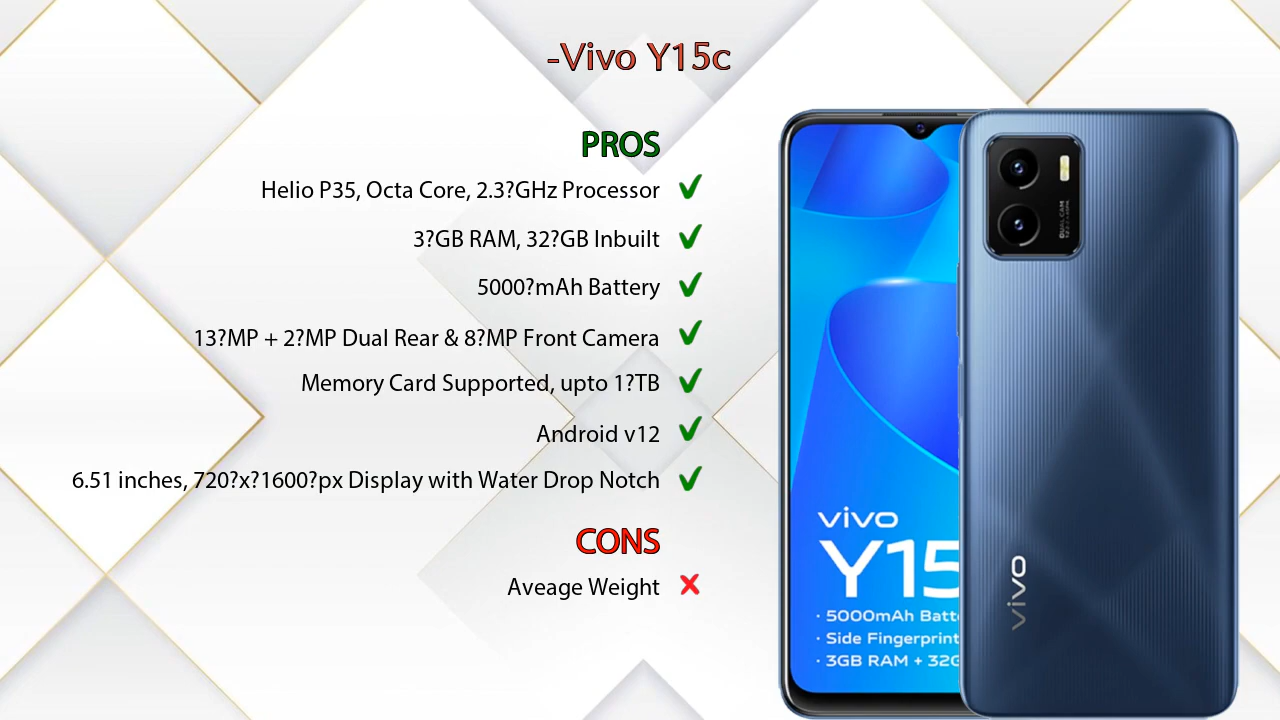 -Vivo Y15c
PROS
Helio P35, Octa Core, 2.3?GHz Processor
3?GB RAM, 32?GB Inbuilt
5000?mAh Battery
13?MP + 2?MP Dual Rear & 8?MP Front Camera
Memory Card Supported, upto 1?TB
Android v12
6.51 inches, 720?x?1600?px Display with Water Drop Notch
CONS
Aveage Weight
vivo
Y15
· 5000mAh Batt
· Side Fingerprint
· 3GB RAM + 32G
DUAL CAM
vivo